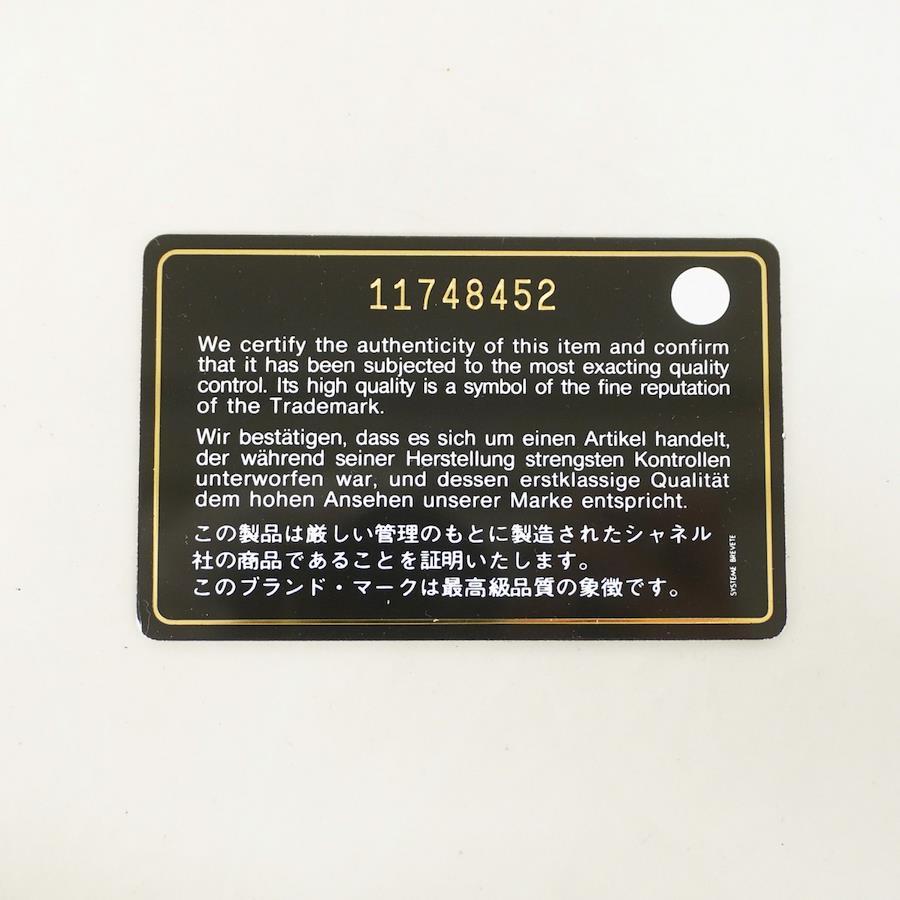 11748452
We certify the authenticity of this item and confirm
that it has been subjected to the most exacting quality
control. Its high quality is a symbol of the fine reputation
of the Trademark.
Wir bestätigen, dass es sich um einen Artikel handelt,
der während seiner Herstellung strengsten Kontrollen
unterworfen war, und dessen erstklassige Qualität
dem hohen Ansehen unserer Marke entspricht.
この製品は厳しい管理のもとに製造されたシャネル
社の商品であることを証明いたします。
このブランド・マークは最高級品質の象徴です。
SYSTEME BREVETE